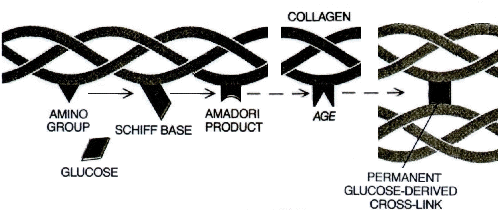 COLLAGEN
AMINO
GROUP
GLUCOSE
SCHIFF BASE
AMADORI
PRODUCT
AGE
PERMANENT
GLUCOSE-DERIVED
CROSS-LINK